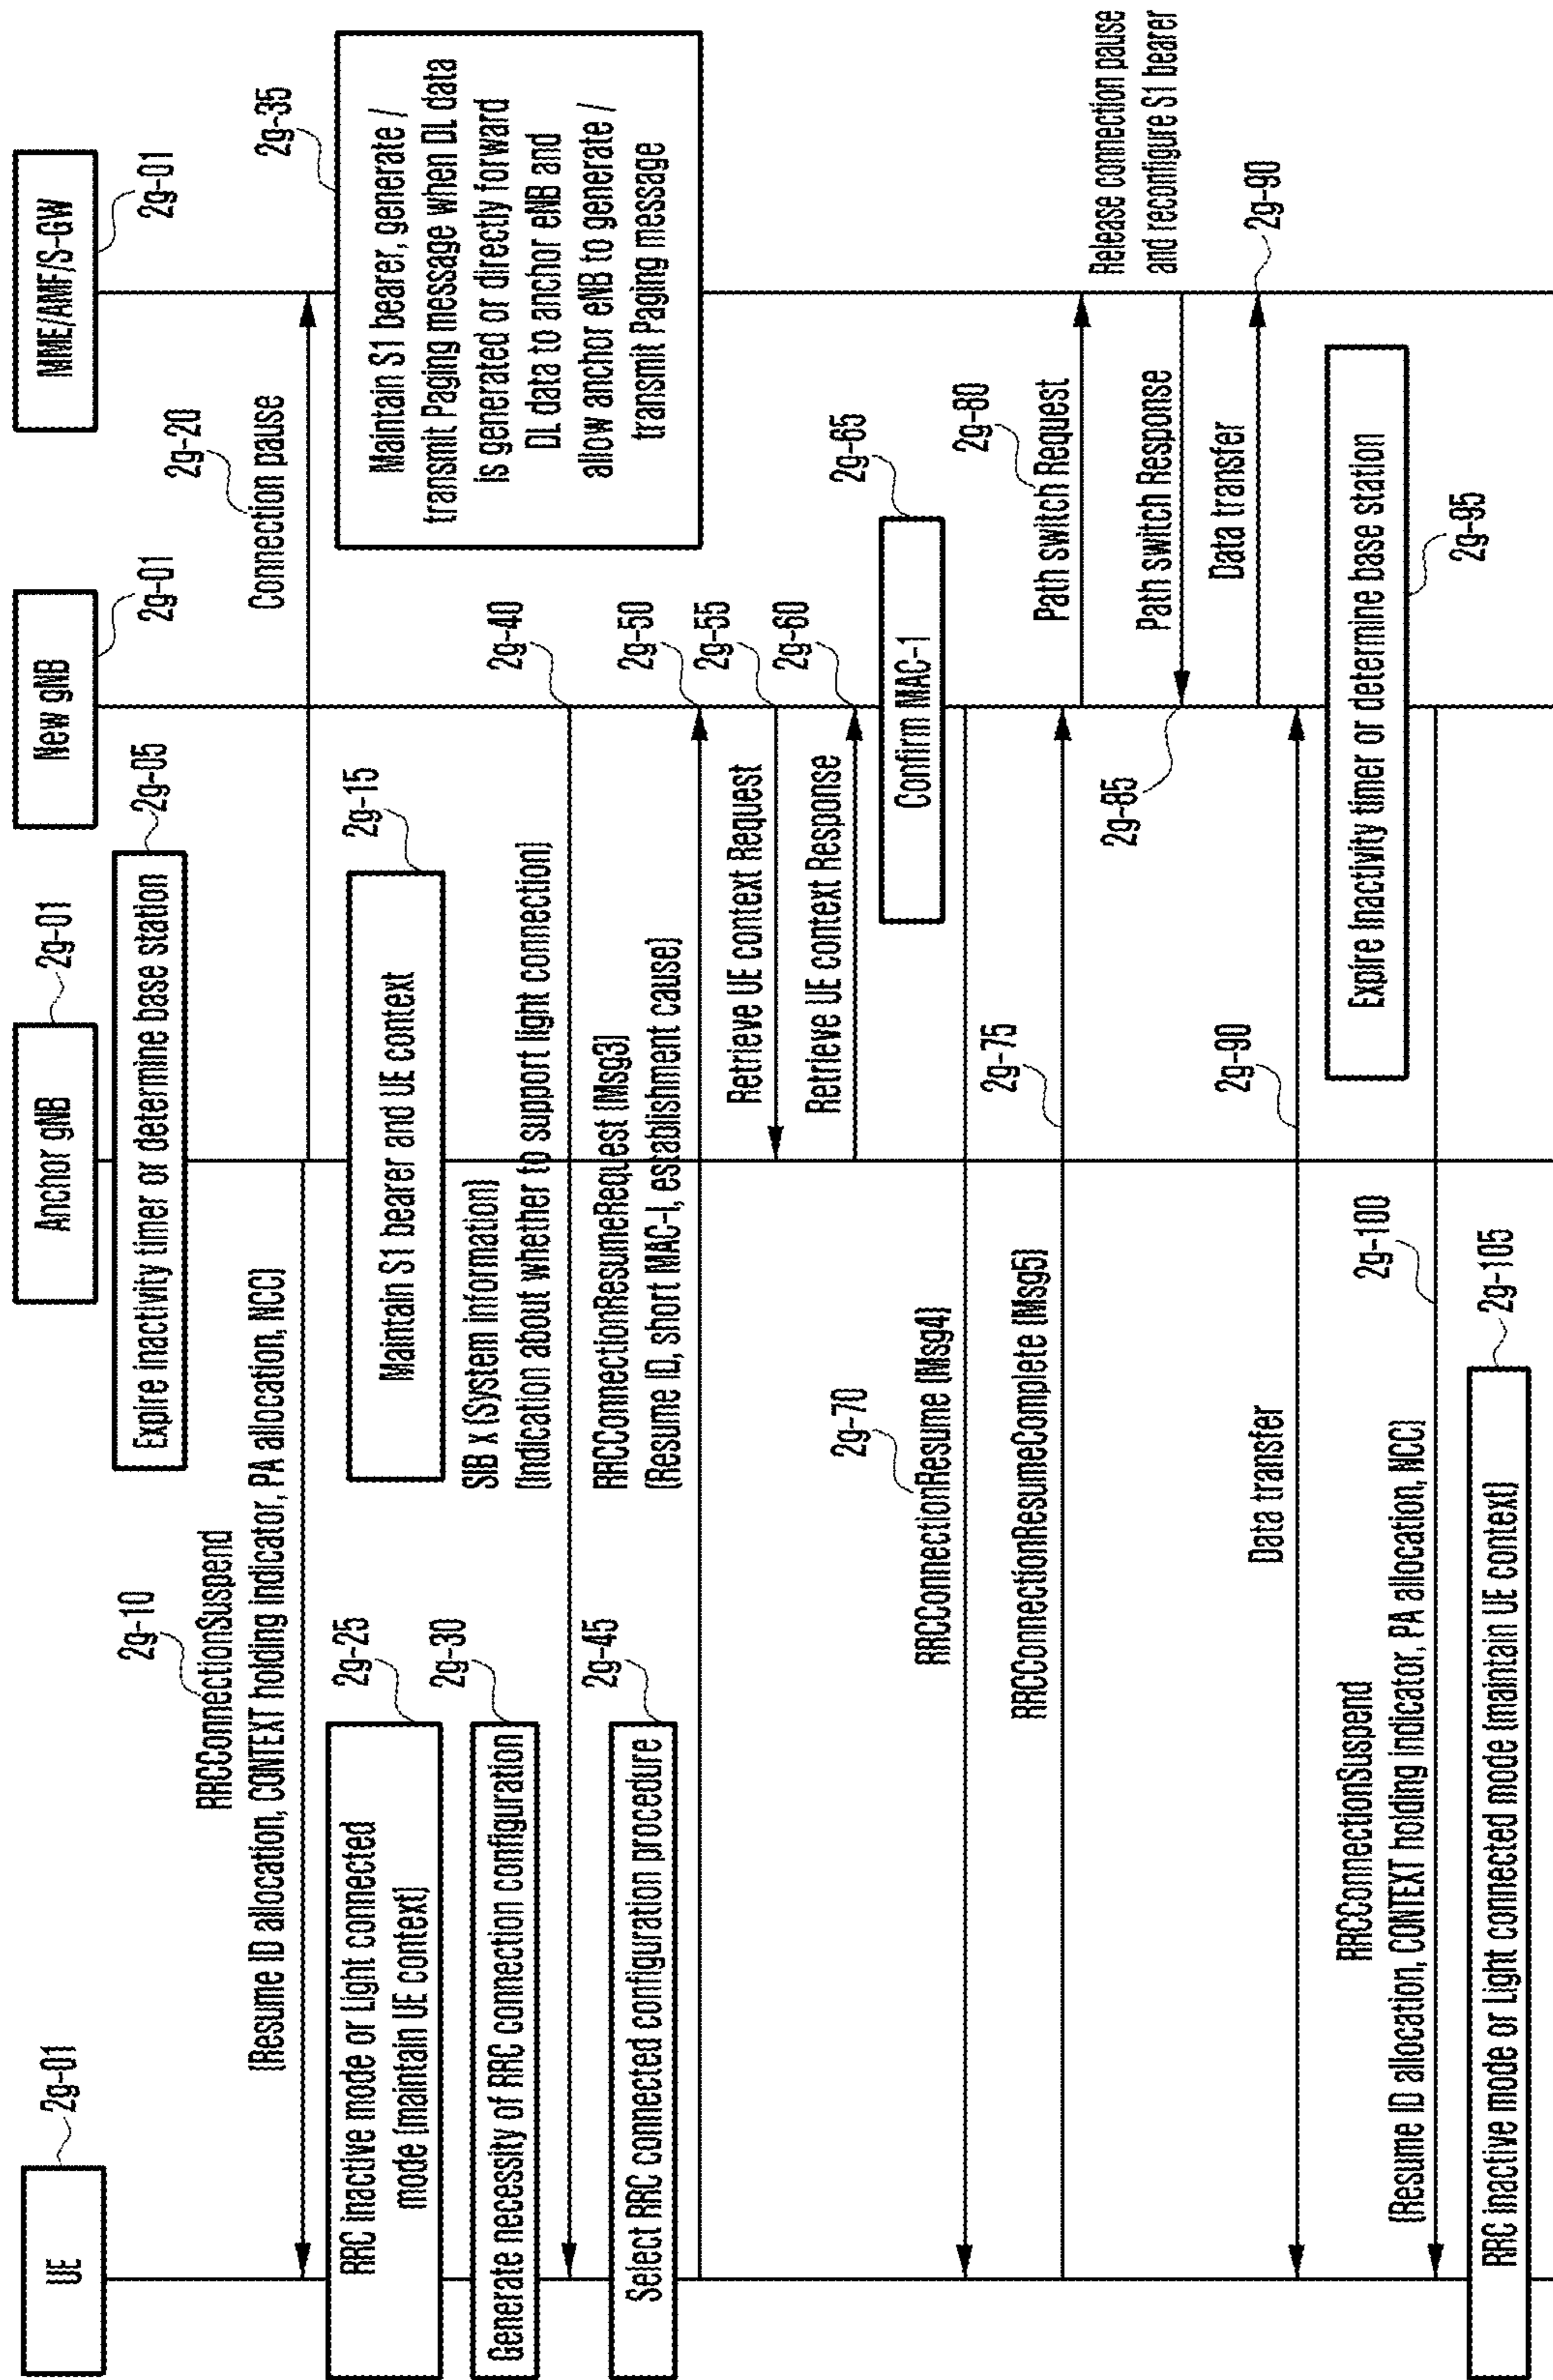 UE
2g-01
Anchor gNB
2g-01
New gNB
2g-01
MME/AMF/S-GW
2g-01
Expire inactivity timer or determine base station
2g-05
2g-10
RRCConnectionSuspend
(Resume ID allocation, CONTEXT holding indicator, PA allocation, NCC)
2g-20
Connection pause
RRC inactive mode or Light connected
mode (maintain UE context)
2g-25
Maintain S1 bearer and UE context
2g-15
Maintain S1 bearer, generate /
transmit Paging message when DL data
is generated or directly forward
DL data to anchor eNB and
allow anchor eNB to generate /
transmit Paging message
2g-35
Generate necessity of RRC connection configuration
2g-30
SIB x (System information)
(Indication about whether to support light connection)
2g-40
Select RRC connected configuration procedure
2g-45
RRCConnectionResumeRequest (Msg3)
(Resume ID, short MAC-I, establishment cause)
2g-50
Retrieve UE context Request
2g-55
Retrieve UE context Response
2g-60
Confirm MAC-1
2g-65
2g-70
RRCConnectionResume (Msg4)
RRCConnectionResumeComplete (Msg5)
2g-75
2g-80
Path switch Request
Release connection pause
and reconfigure S1 bearer
Path switch Response
2g-85
Data transfer
2g-90
Data transfer
2g-90
Expire inactivity timer or determine base station
2g-95
RRCConnectionSuspend
(Resume ID allocation, CONTEXT holding indicator, PA allocation, NCC)
2g-100
RRC inactive mode or Light connected mode (maintain UE context)
2g-105